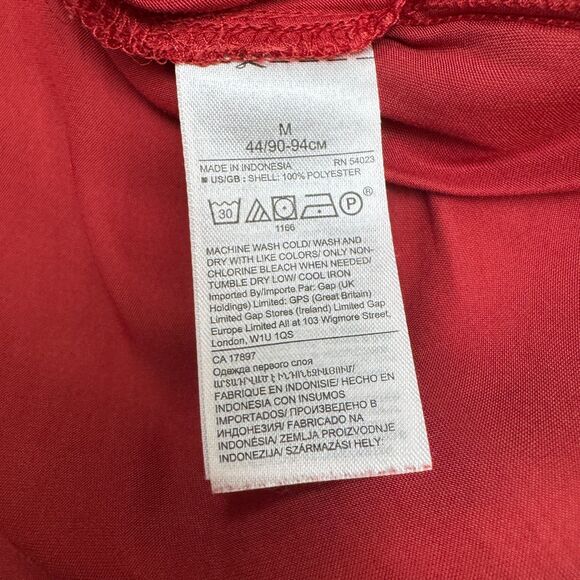 M
44/90-94СМ
MADE IN INDONESIA RN 54023
■ US/GB : SHELL: 100% POLYESTER
30 P ®
1166
MACHINE WASH COLD/ WASH AND
DRY WITH LIKE COLORS/ ONLY NON-
CHLORINE BLEACH WHEN NEEDED/
TUMBLE DRY LOW/ COOL IRON
Imported By/Importe Par: Gap (UK
Holdings) Limited: GPS (Great Britain)
Limited Gap Stores (Ireland) Limited Gap
Europe Limited All at 103 Wigmore Street,
London, W1U 1QS
CA 17897
Одежда первого слоя
ԱՐՏԱԴՐՎԱԾ Է ԻՆԴՈՆԵԶԻԱՅՈՒՄ/
FABRIQUE EN INDONISIE/ HECHO EN
INDONESIA CON INSUMOS
IMPORTADOS/ ПРОИЗВЕДЕНО В
ИНДОНЕЗИЯ/ FABRICADO NA
INDONÉSIA/ ZEMLJA PROIZVODNJE
INDONEZIJA/ SZÁRMAZÁSI HELY: